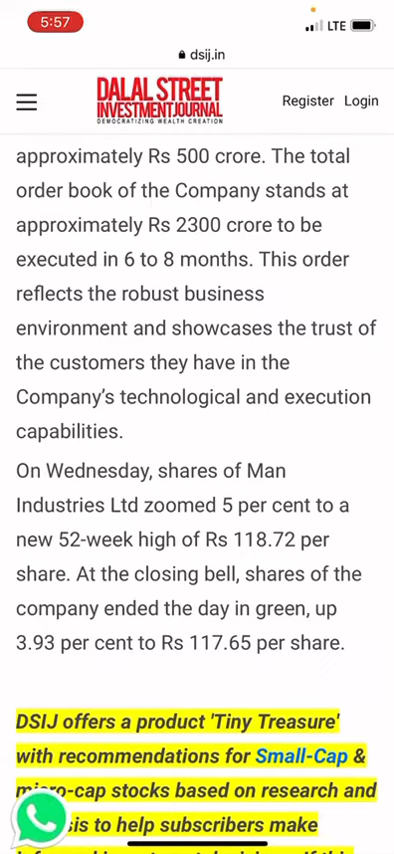 5:57
LTE
dsij.in
DALAL STREET
INVESTMENT JOURNAL
DEMOCRATIZING WEALTH CREATION
Register Login
approximately Rs 500 crore. The total
order book of the Company stands at
approximately Rs 2300 crore to be
executed in 6 to 8 months. This order
reflects the robust business
environment and showcases the trust of
the customers they have in the
Company's technological and execution
capabilities.
On Wednesday, shares of Man
Industries Ltd zoomed 5 per cent to a
new 52-week high of Rs 118.72 per
share. At the closing bell, shares of the
company ended the day in green, up
3.93 per cent to Rs 117.65 per share.
DSIJ offers a product 'Tiny Treasure'
with recommendations for Small-Cap &
micro-cap stocks based on research and
to help subscribers make